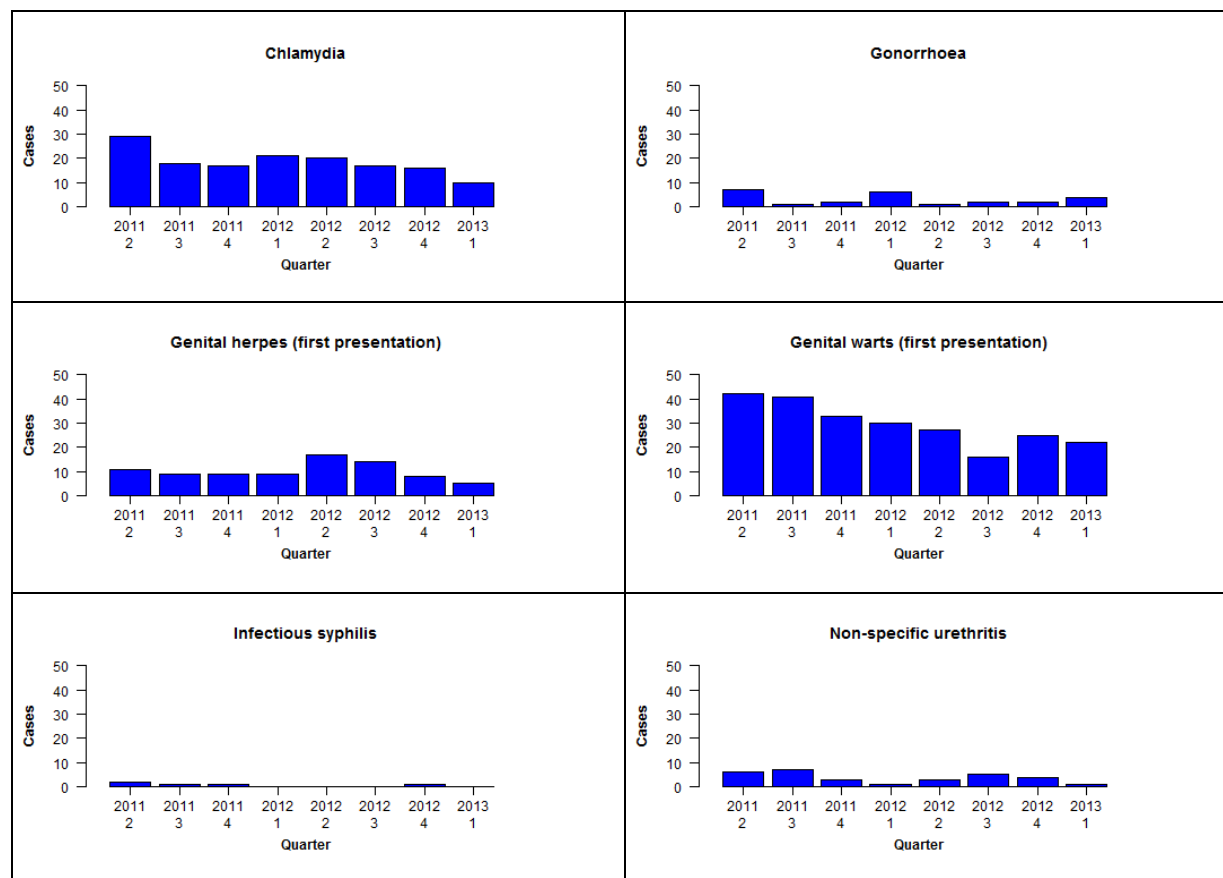 Chlamydia
50
40
30
20
10
0
Cases
2011 2011 2011 2012 2012 2012 2012 2013
2 3 4 1 2 3 4 1
Quarter
Gonorrhoea
50
40
30
20
10
0
Cases
2011 2011 2011 2012 2012 2012 2012 2013
2 3 4 1 2 3 4 1
Quarter
Genital herpes (first presentation)
50
40
30
20
10
0
Cases
2011 2011 2011 2012 2012 2012 2012 2013
2 3 4 1 2 3 4 1
Quarter
Genital warts (first presentation)
50
40
30
20
10
0
Cases
2011 2011 2011 2012 2012 2012 2012 2013
2 3 4 1 2 3 4 1
Quarter
Infectious syphilis
50
40
30
20
10
0
Cases
2011 2011 2011 2012 2012 2012 2012 2013
2 3 4 1 2 3 4 1
Quarter
Non-specific urethritis
50
40
30
20
10
0
Cases
2011 2011 2011 2012 2012 2012 2012 2013
2 3 4 1 2 3 4 1
Quarter